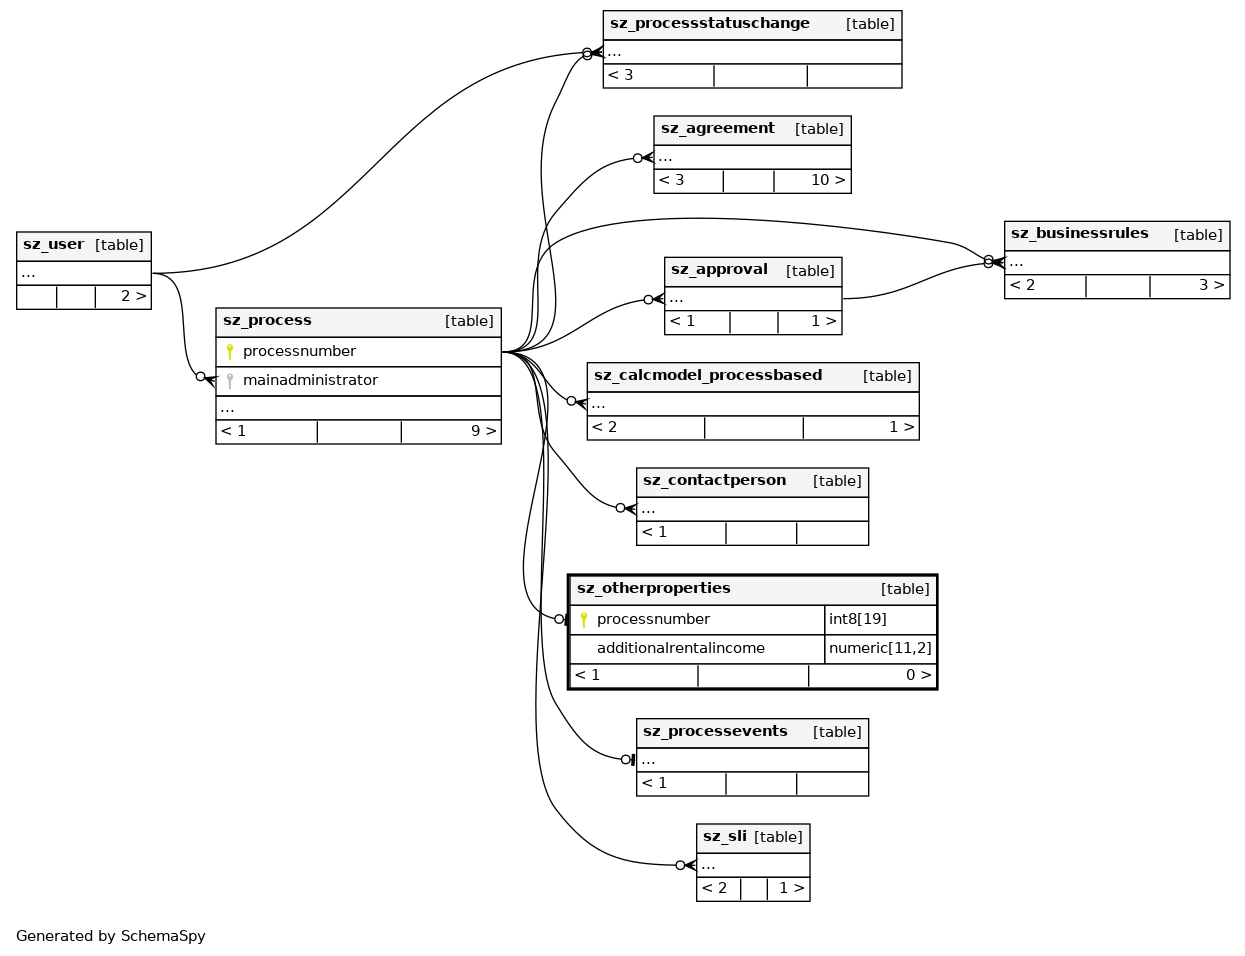 sz_processstatuschange [table]
...
< 3
sz_agreement [table]
...
< 3 10 >
sz_user [table]
...
2 >
sz_businessrules [table]
...
< 2 3 >
sz_approval [table]
...
< 1 1 >
sz_process [table]
processnumber
mainadministrator
...
< 1 9 >
sz_calcmodel_processbased [table]
...
< 2 1 >
sz_contactperson [table]
...
< 1
sz_otherproperties [table]
processnumber int8[19]
additionalrentalincome numeric[11,2]
< 1 0 >
sz_processevents [table]
...
< 1
sz_sli [table]
...
< 2 1 >
Generated by SchemaSpy